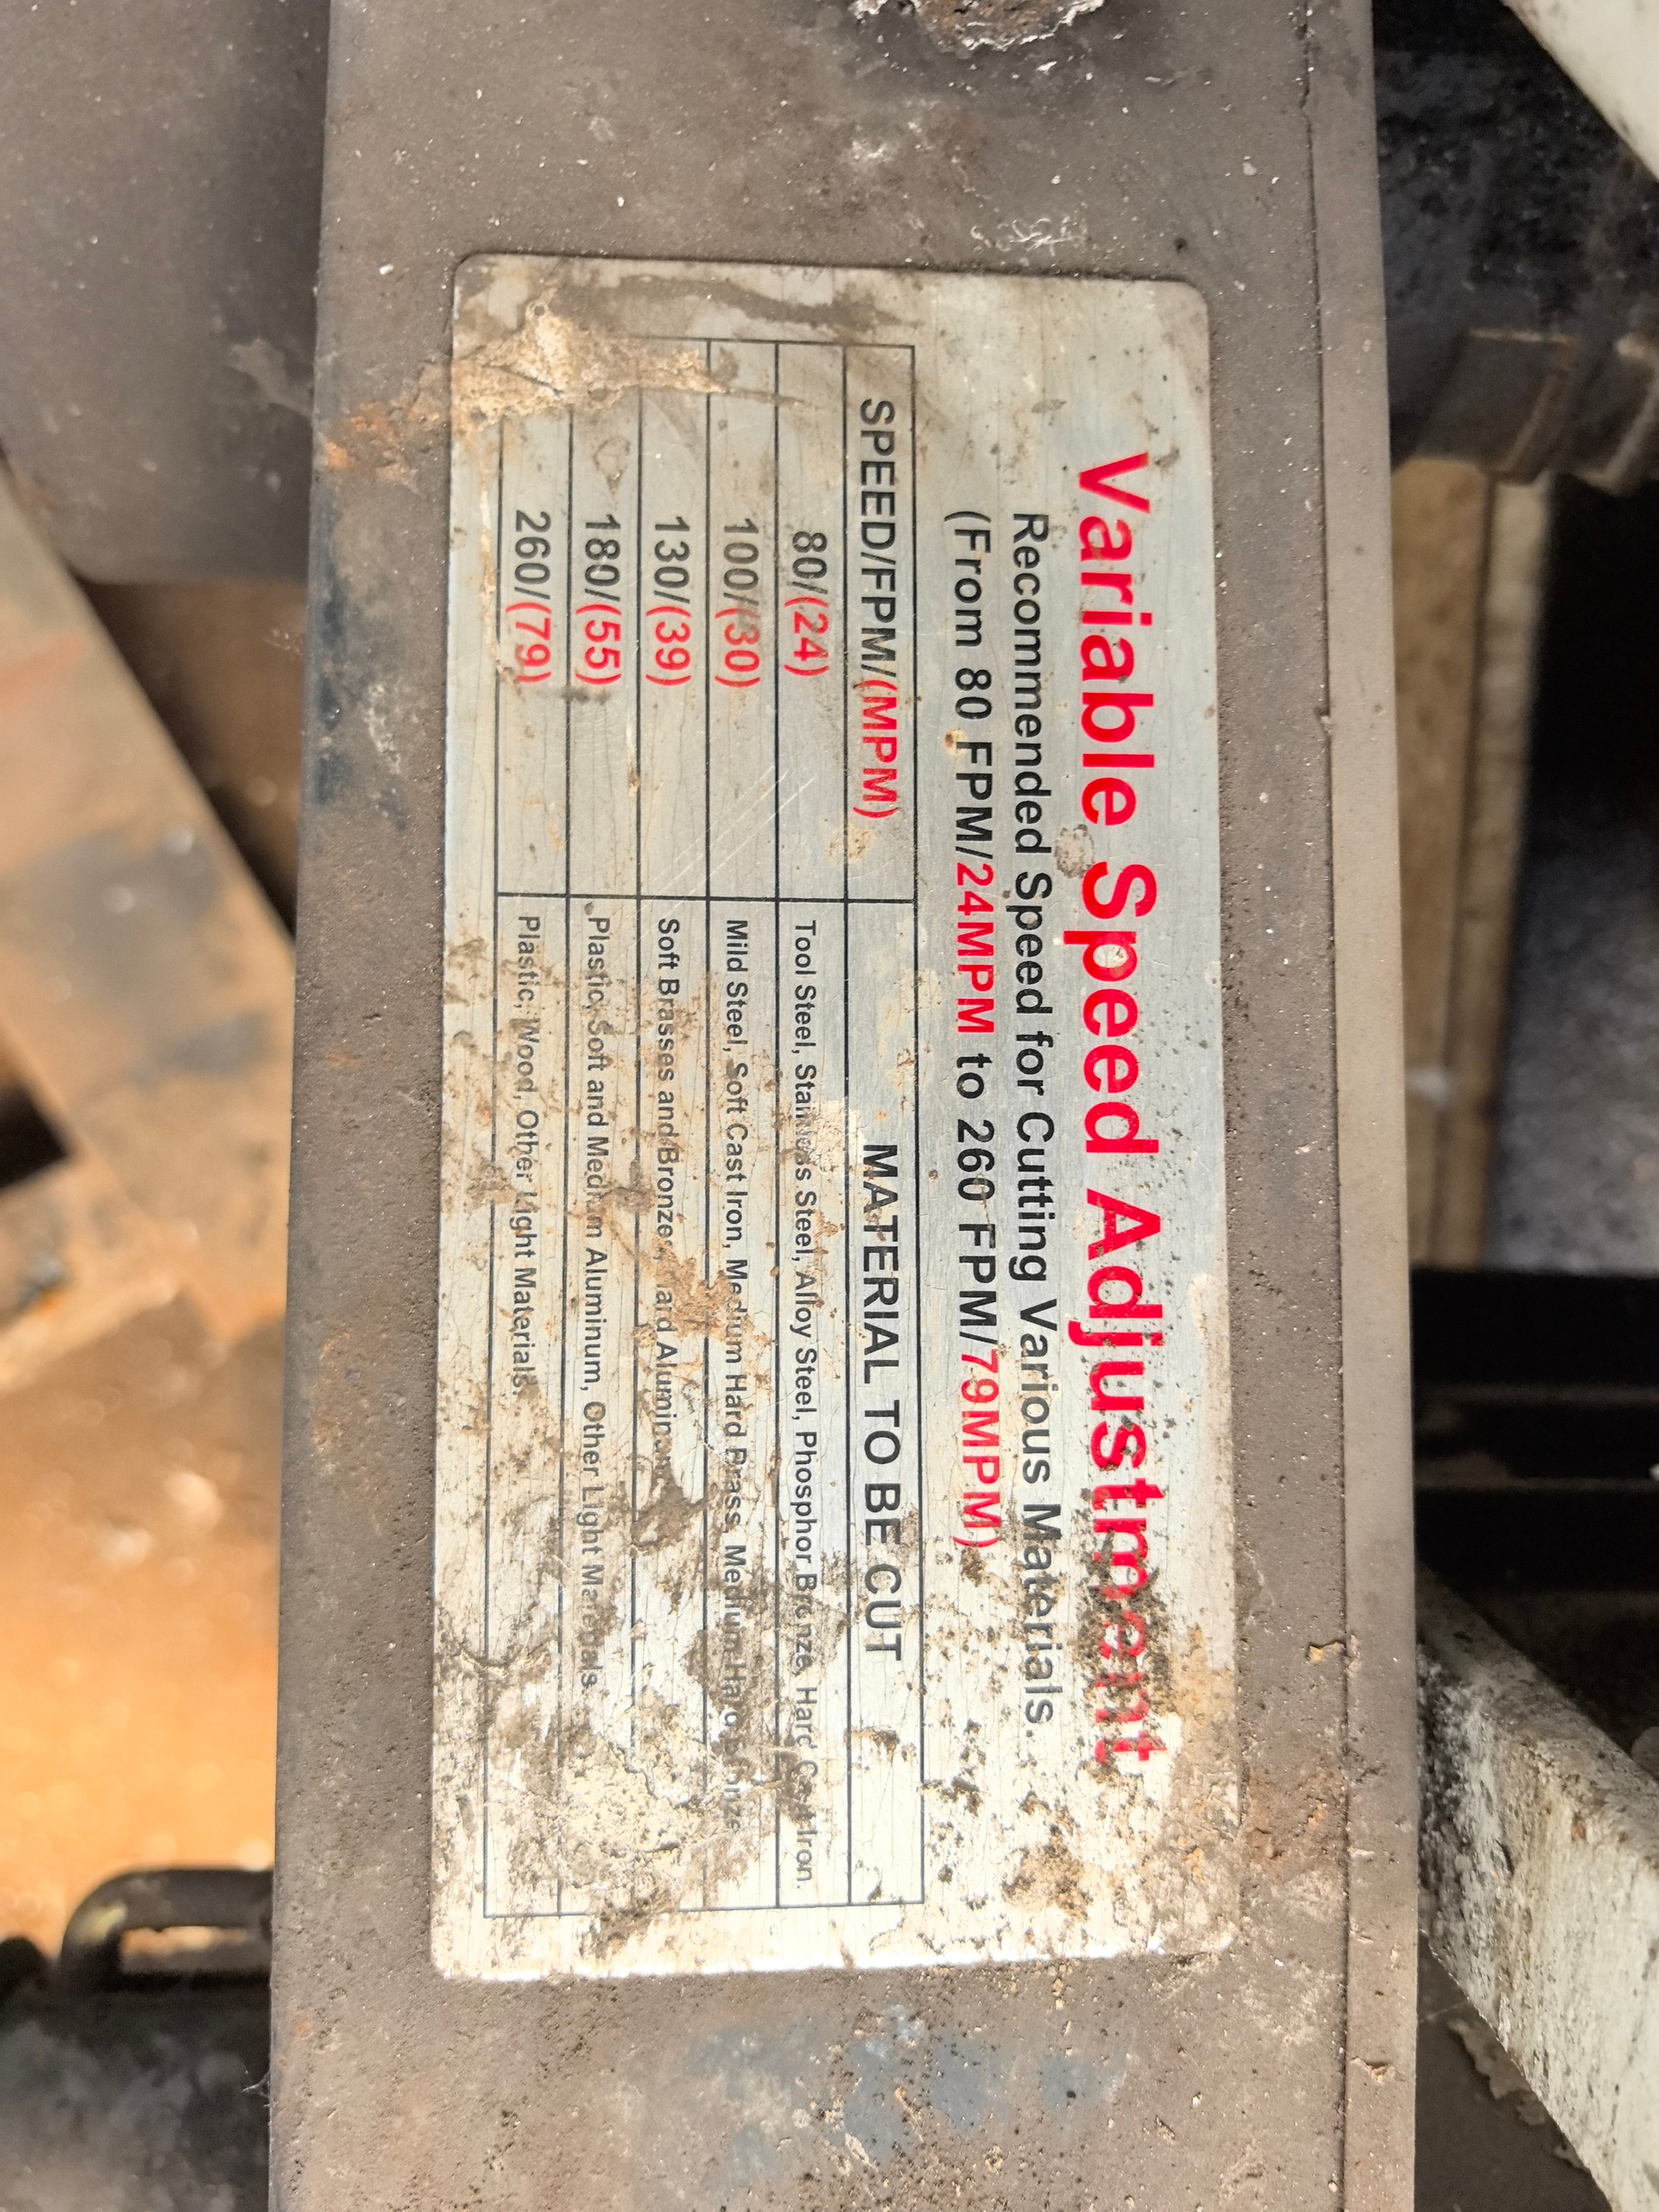 Variable Speed Adjustment
Recommended Speed for Cutting Various Materials.
(From 80 FPM/24MPM to 260 FPM/79MPM)
SPEED/FPM/(MPM) MATERIAL TO BE CUT
80/(24) Tool Steel, Stainless Steel, Alloy Steel, Phosphor Bronze, Hard Cast Iron.
100/(30) Mild Steel, Soft Cast Iron, Medium Hard Brass, Medium Hard Bronze
130/(39) Soft Brasses and Bronzes, Hard Aluminum
180/(55) Plastic, Soft and Medium Aluminum, Other Light Materials.
260/(79) Plastic, Wood, Other Light Materials.